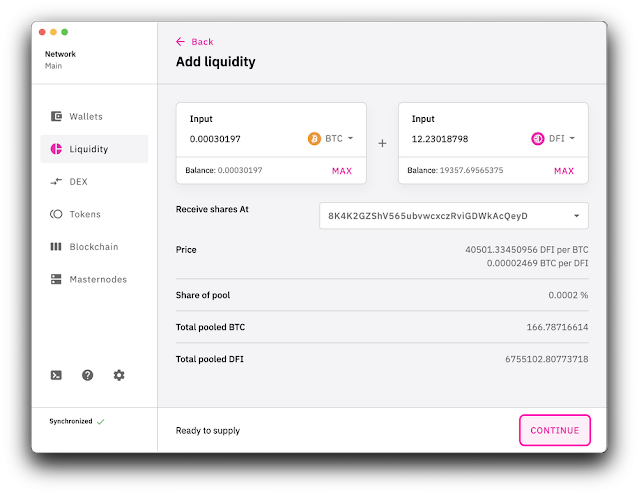 Network
Main
Wallets
Liquidity
DEX
Tokens
Blockchain
Masternodes
Synchronized
Back
Add liquidity
Input
0.00030197
BTC
Balance: 0.00030197
MAX
+
Input
12.23018798
DFI
Balance: 19357.69565375
MAX
Receive shares At
8K4K2GZShV565ubvwcxczRviGDWkAcQeyD
Price
40501.33450956 DFI per BTC
0.00002469 BTC per DFI
Share of pool
0.0002 %
Total pooled BTC
166.78716614
Total pooled DFI
6755102.80773718
Ready to supply
CONTINUE